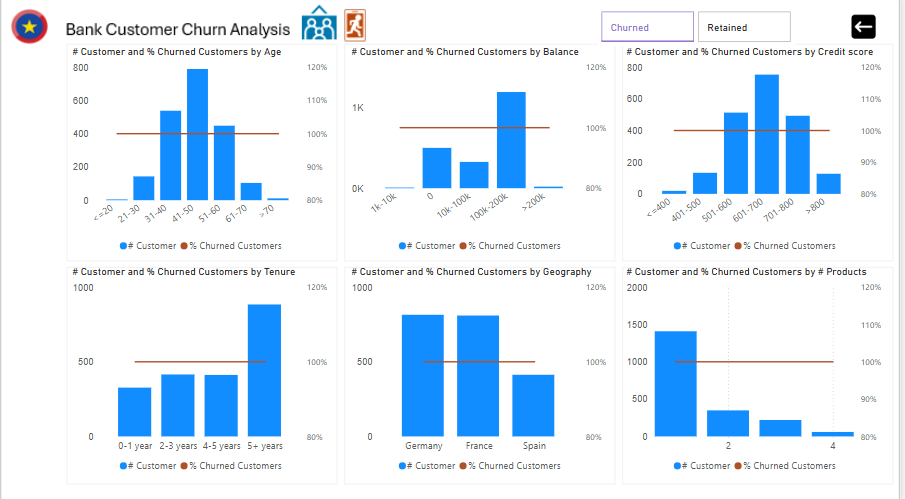 Bank Customer Churn Analysis
Churned
Retained
# Customer and % Churned Customers by Age
800
600
400
200
0
120%
110%
100%
90%
80%
<=20
21-30
31-40
41-50
51-60
61-70
>70
# Customer % Churned Customers
# Customer and % Churned Customers by Balance
1K
0K
120%
100%
80%
1k-10k
0
10k-100k
100k-200k
>200k
# Customer % Churned Customers
# Customer and % Churned Customers by Credit score
800
600
400
200
0
120%
110%
100%
90%
80%
<=400
401-500
501-600
601-700
701-800
>800
# Customer % Churned Customers
# Customer and % Churned Customers by Tenure
1000
500
0
120%
100%
80%
0-1 year 2-3 years 4-5 years 5+ years
# Customer % Churned Customers
# Customer and % Churned Customers by Geography
1000
500
0
120%
100%
80%
Germany France Spain
# Customer % Churned Customers
# Customer and % Churned Customers by # Products
2000
1500
1000
500
0
120%
110%
100%
90%
80%
2 4
# Customer % Churned Customers